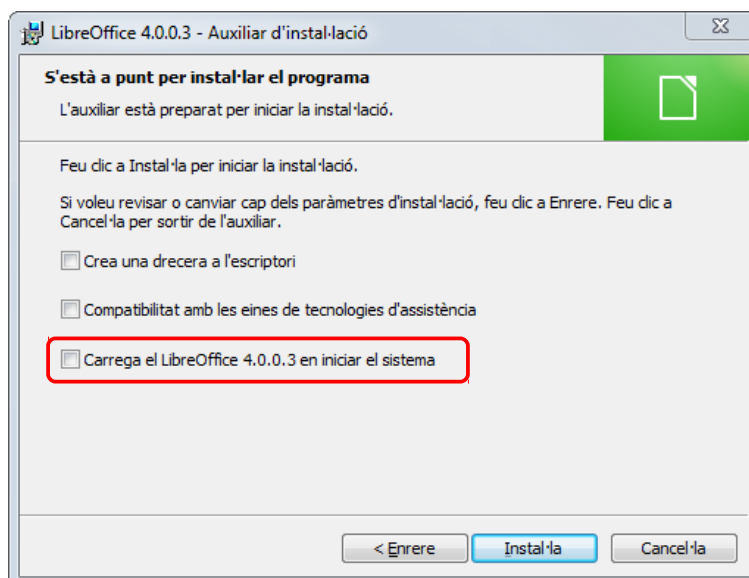 LibreOffice 4.0.0.3 - Auxiliar d'instal·lació
S'està a punt per instal·lar el programa
L'auxiliar està preparat per iniciar la instal·lació.
Feu clic a Instal·la per iniciar la instal·lació.
Si voleu revisar o canviar cap dels paràmetres d'instal·lació, feu clic a Enrere. Feu clic a
Cancel·la per sortir de l'auxiliar.
Crea una drecera a l'escriptori
Compatibilitat amb les eines de tecnologies d'assistència
Carrega el LibreOffice 4.0.0.3 en iniciar el sistema
< Enrere
Instal·la
Cancel·la